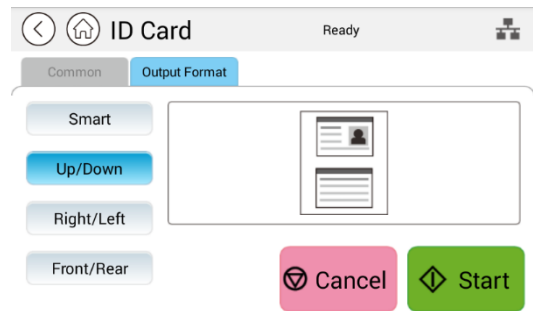 ID Card
Ready
Common
Output Format
Smart
Up/Down
Right/Left
Front/Rear
Cancel
Start